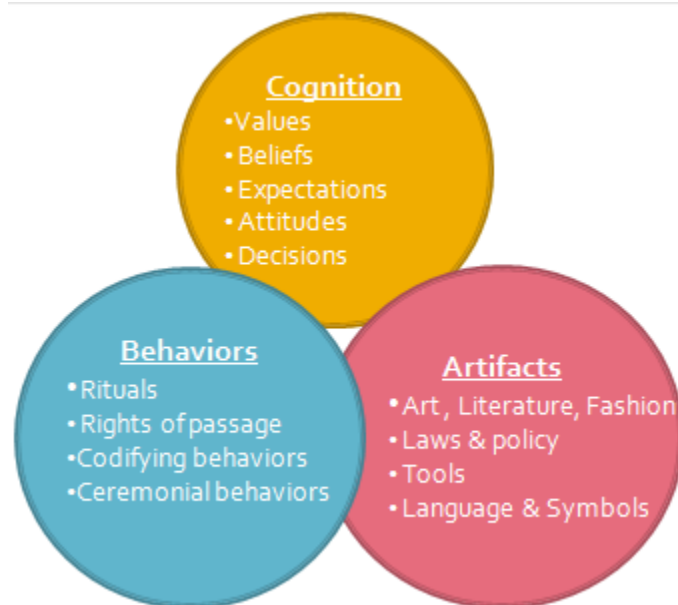 Cognition
•Values
•Beliefs
•Expectations
•Attitudes
•Decisions
Behaviors
•Rituals
•Rights of passage
•Codifying behaviors
•Ceremonial behaviors
Artifacts
•Art, Literature, Fashion
•Laws & policy
•Tools
•Language & Symbols